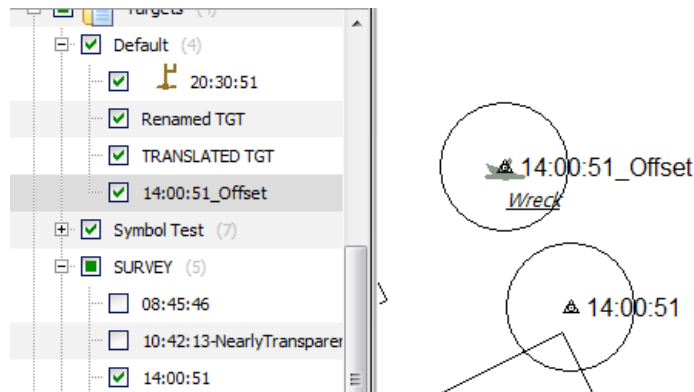 Targets (4)
Default (4)
20:30:51
Renamed TGT
TRANSLATED TGT
14:00:51_Offset
Symbol Test (7)
SURVEY (5)
08:45:46
10:42:13-NearlyTransparer
14:00:51
14:00:51_Offset
Wreck
14:00:51